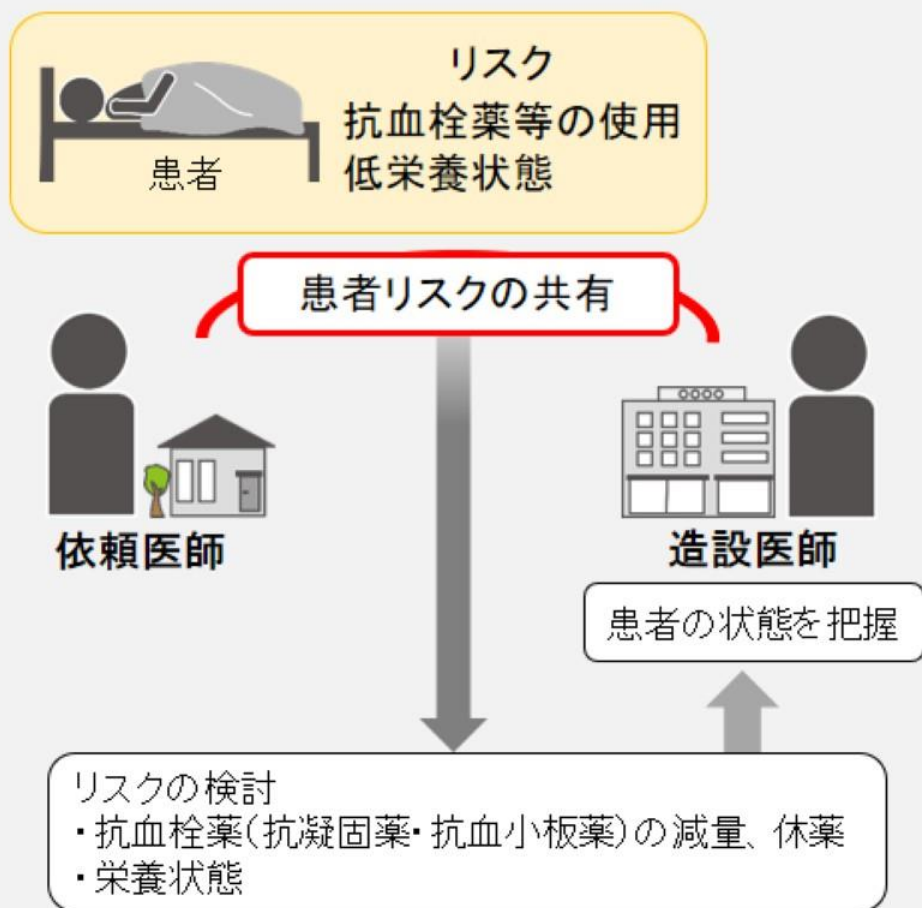 リスク
抗血栓薬等の使用
低栄養状態
患者
患者リスクの共有
依頼医師
造設医師
患者の状態を把握
リスクの検討
・抗血栓薬(抗凝固薬・抗血小板薬)の減量、休薬
・栄養状態